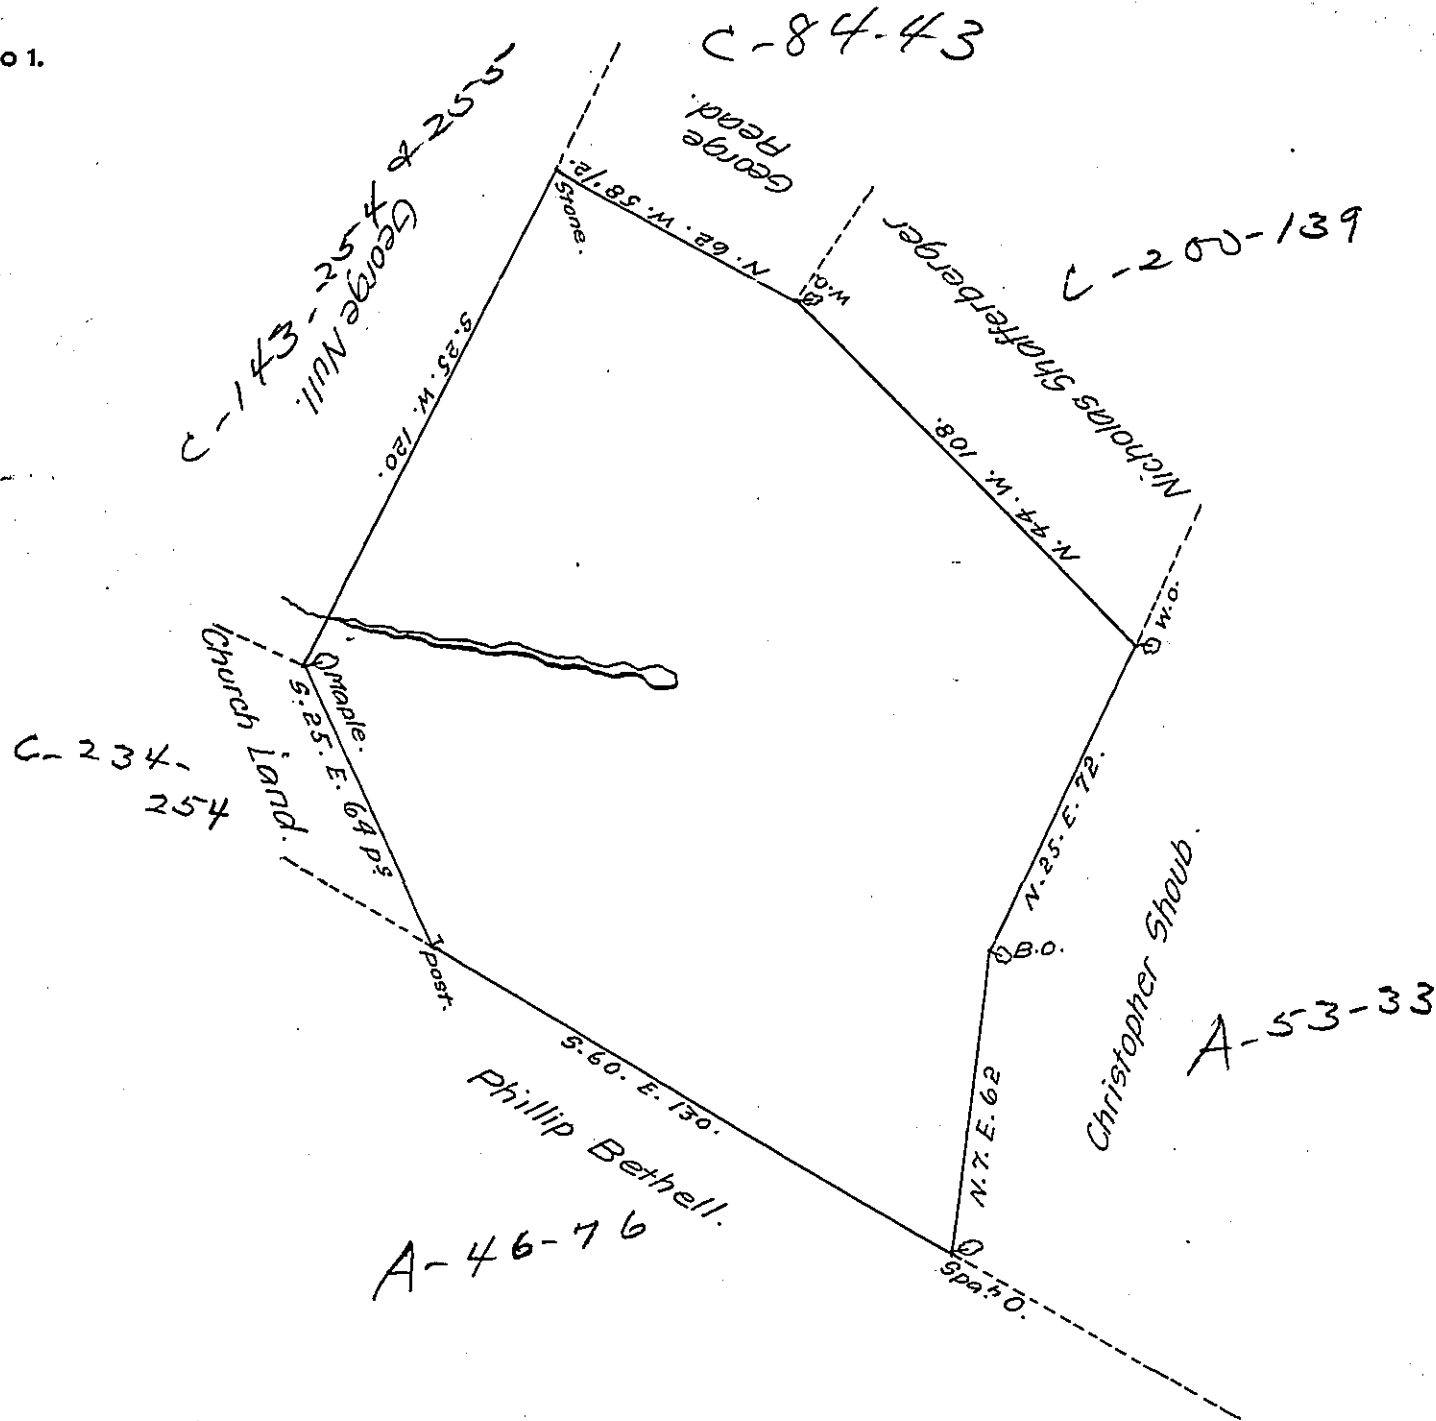 o 1.
C-84-43
George
Read.
C-143-254 & 255
George Null.
Stone.
N. 62. W. 58 1/2.
W.O.
Nicholas Shafferberger
C-200-139
S. 25. W. 120.
N. 44. W. 108.
W.O.
Church Land.
C-234-
254
Maple.
S. 25. E. 64 ps
N. 25. E. 72.
B.O.
Christopher Shoub.
A-53-33
post.
S. 60. E. 130.
Phillip Bethell.
A-46-76
N. 7. E. 62
Spah O.